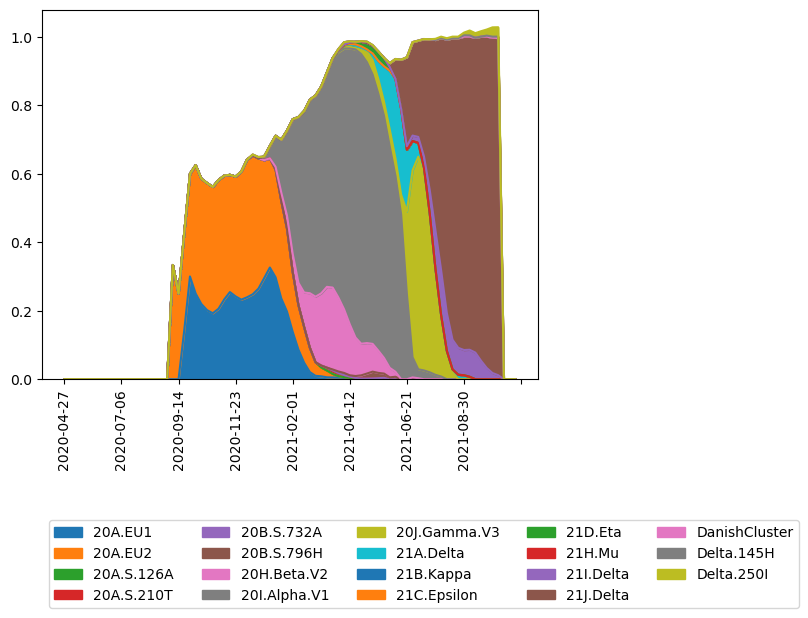 1.0
0.8
0.6
0.4
0.2
0.0
2020-04-27
2020-07-06
2020-09-14
2020-11-23
2021-02-01
2021-04-12
2021-06-21
2021-08-30
20A.EU1
20A.EU2
20A.S.126A
20A.S.210T
20B.S.732A
20B.S.796H
20H.Beta.V2
20I.Alpha.V1
20J.Gamma.V3
21A.Delta
21B.Kappa
21C.Epsilon
21D.Eta
21H.Mu
21I.Delta
21J.Delta
DanishCluster
Delta.145H
Delta.250I